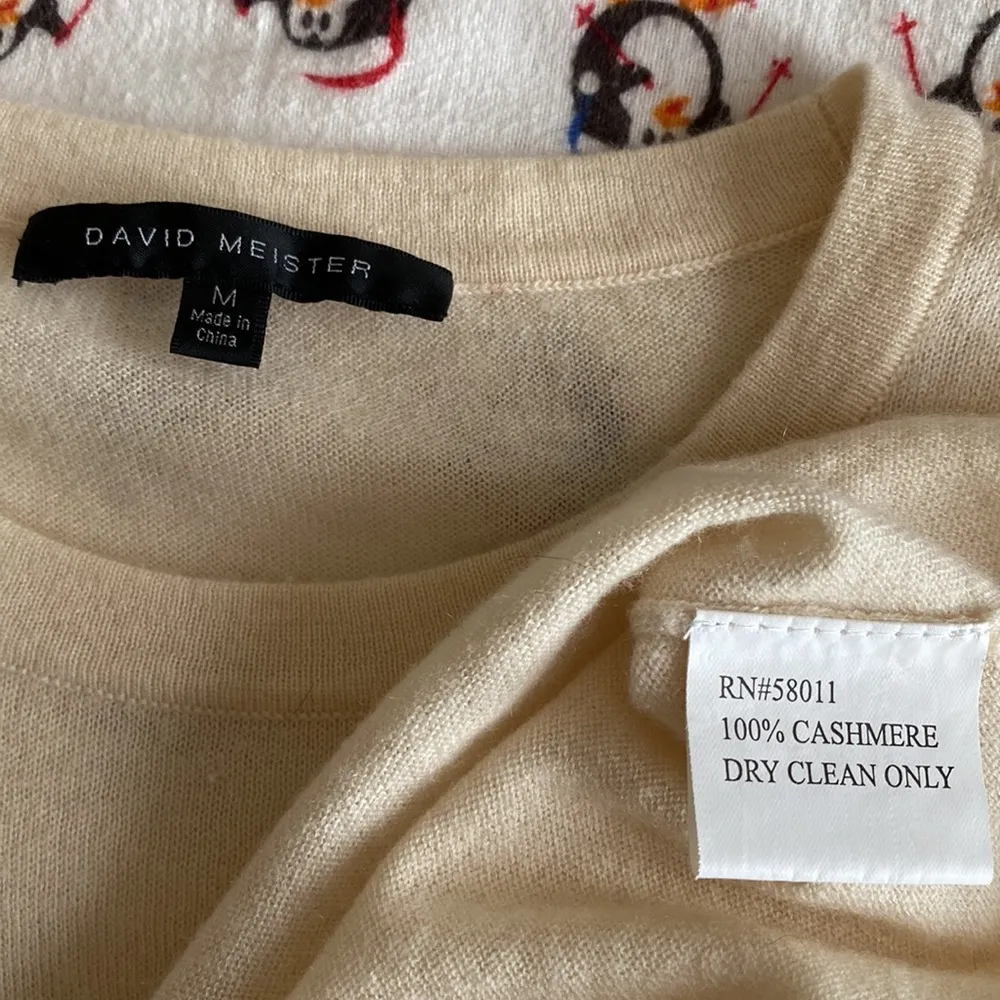 DAVID MEISTER
M
Made in
China
RN#58011
100% CASHMERE
DRY CLEAN ONLY